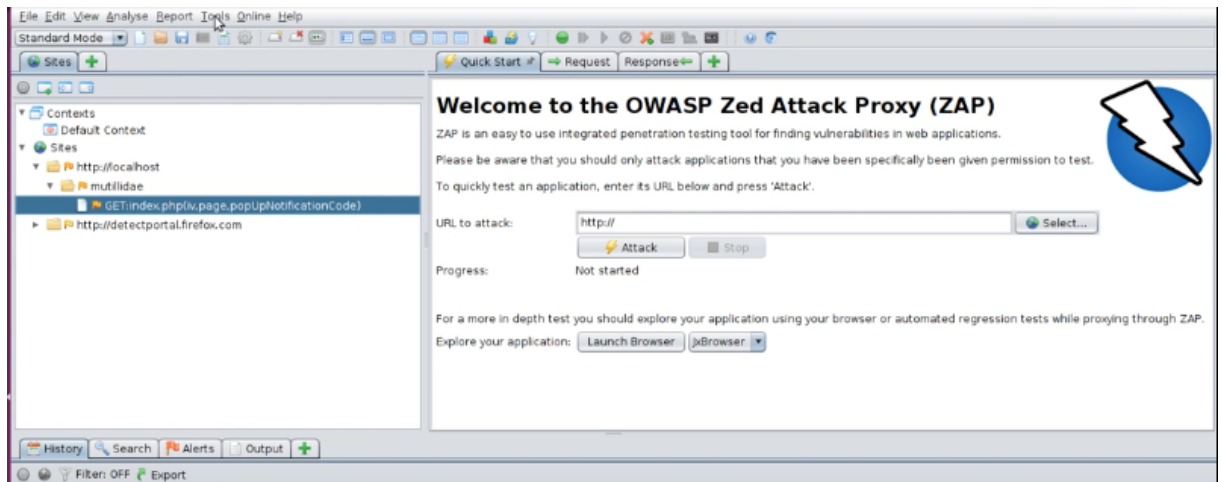 File Edit View Analyse Report Tools Online Help
Standard Mode
Sites
Quick Start Request Response
Contexts
Default Context
Sites
http://localhost
mutillidae
GET:index.php(iv,page,popUpNotificationCode)
http://detectportal.firefox.com
Welcome to the OWASP Zed Attack Proxy (ZAP)
ZAP is an easy to use integrated penetration testing tool for finding vulnerabilities in web applications.
Please be aware that you should only attack applications that you have been specifically been given permission to test.
To quickly test an application, enter its URL below and press 'Attack'.
URL to attack: http:// Select...
Attack Stop
Progress: Not started
For a more in depth test you should explore your application using your browser or automated regression tests while proxying through ZAP.
Explore your application: Launch Browser JxBrowser
History Search Alerts Output
Filter: OFF Export